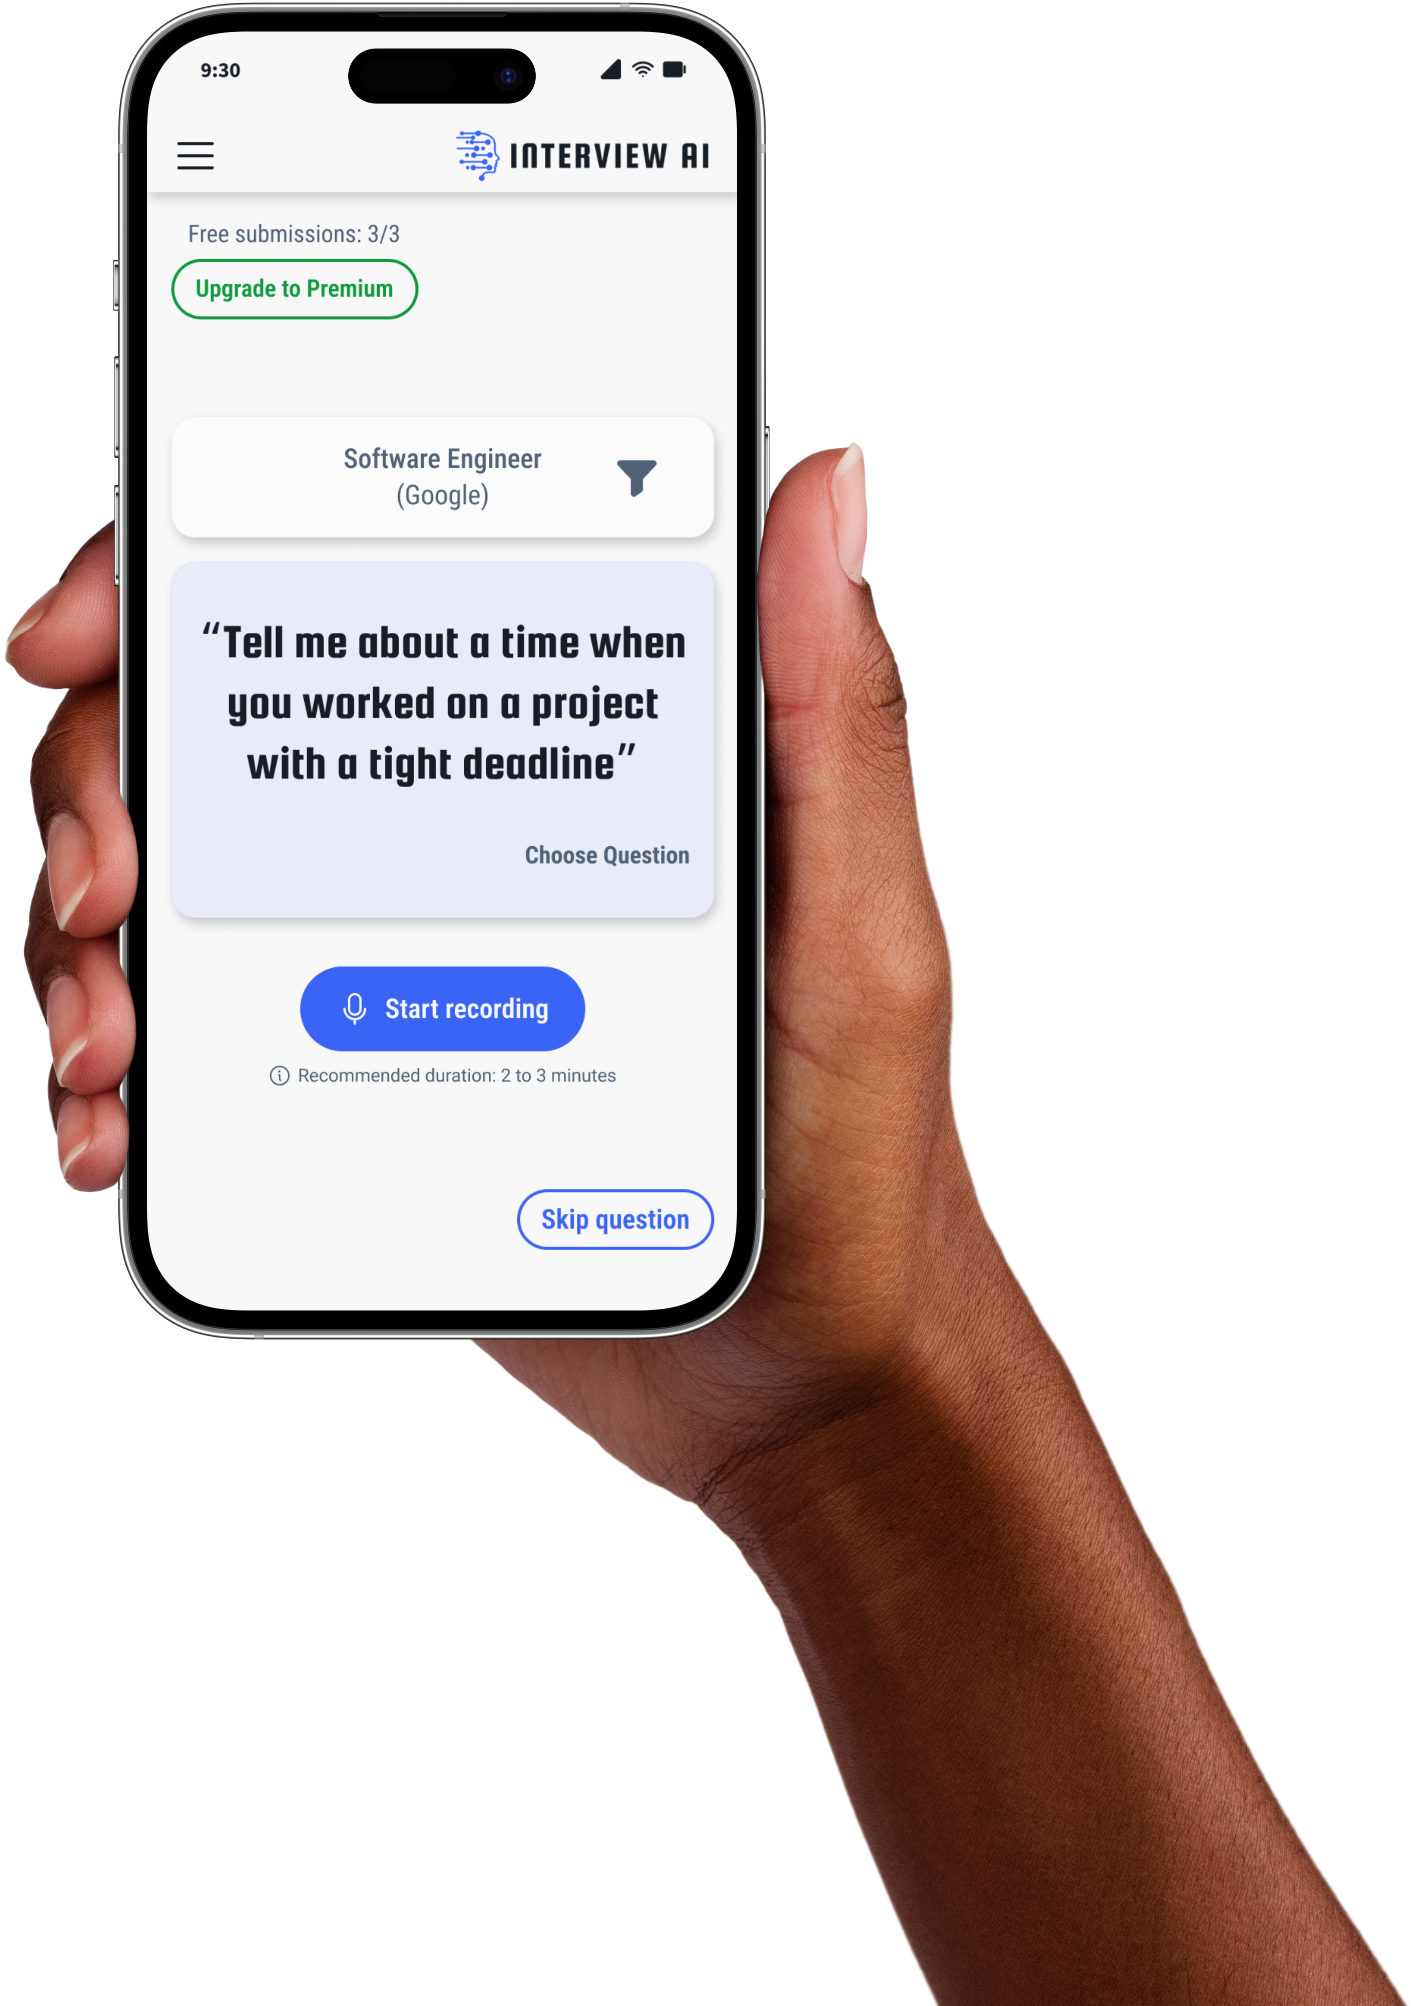 9:30
INTERVIEW AI
Free submissions: 3/3
Upgrade to Premium
Software Engineer
(Google)
“Tell me about a time when
you worked on a project
with a tight deadline”
Choose Question
Start recording
Recommended duration: 2 to 3 minutes
Skip question